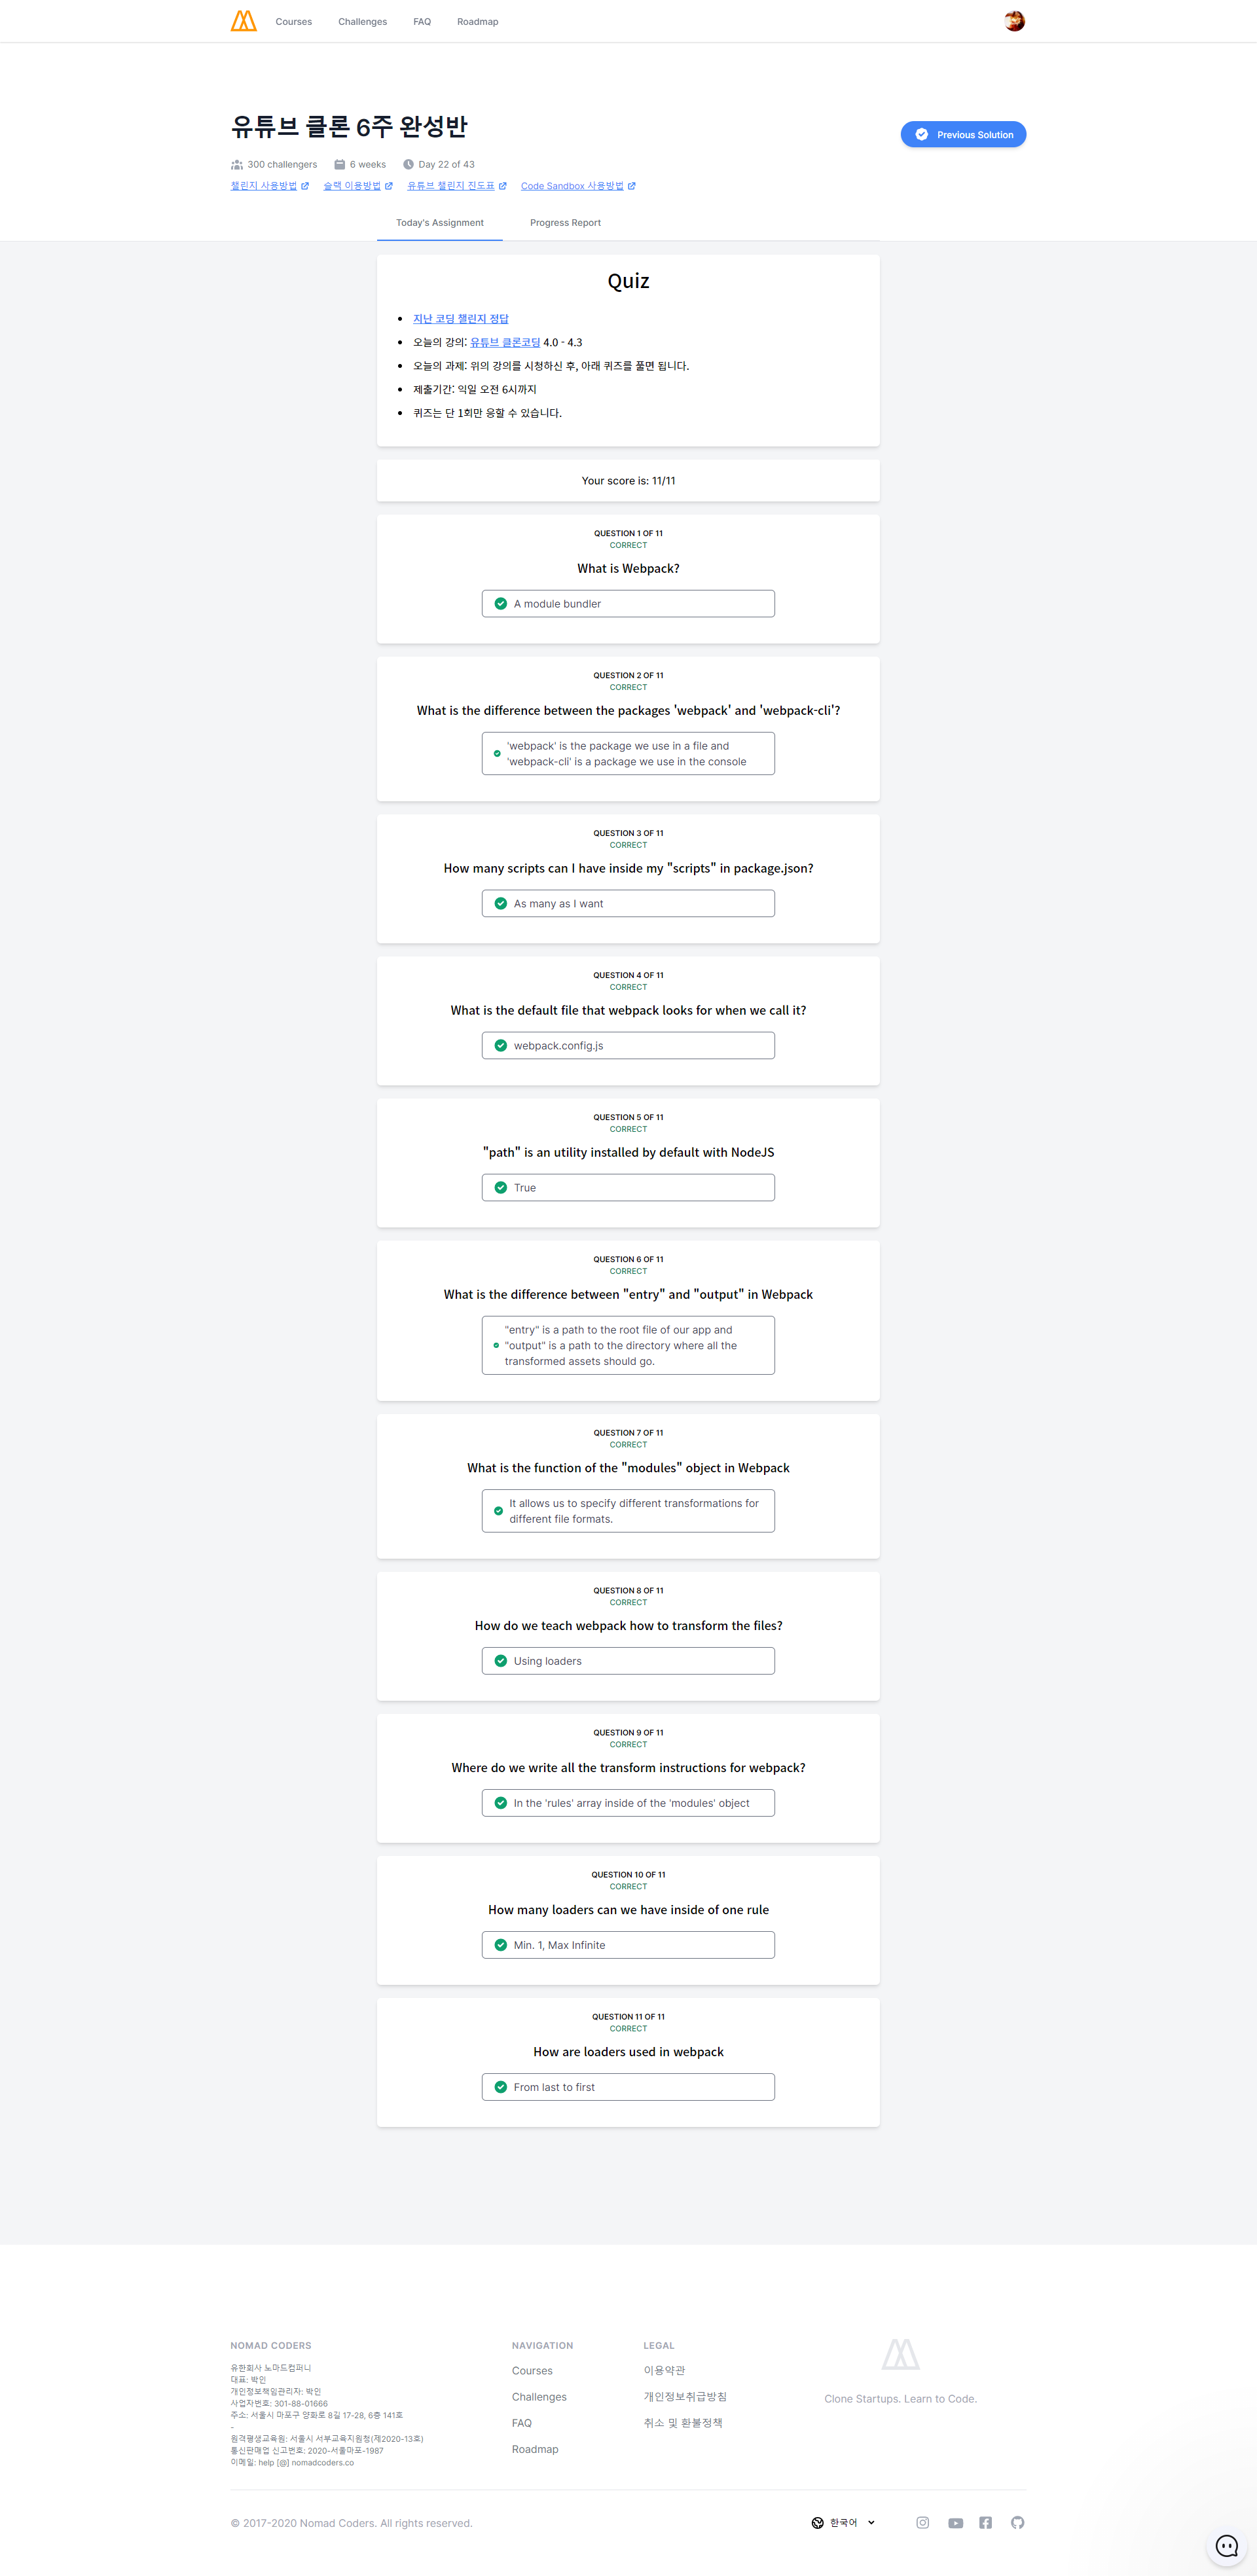 Courses
Challenges
FAQ
Roadmap
유튜브 클론 6주 완성반
Previous Solution
300 challengers
6 weeks
Day 22 of 43
챌린지 사용방법
슬랙 이용방법
유튜브 챌린지 진도표
Code Sandbox 사용방법
Today's Assignment
Progress Report
Quiz
지난 코딩 챌린지 정답
오늘의 강의: 유튜브 클론코딩 4.0 - 4.3
오늘의 과제: 위의 강의를 시청하신 후, 아래 퀴즈를 풀면 됩니다.
제출기간: 익일 오전 6시까지
퀴즈는 단 1회만 응할 수 있습니다.
Your score is: 11/11
QUESTION 1 OF 11
CORRECT
What is Webpack?
A module bundler
QUESTION 2 OF 11
CORRECT
What is the difference between the packages 'webpack' and 'webpack-cli'?
'webpack' is the package we use in a file and
'webpack-cli' is a package we use in the console
QUESTION 3 OF 11
CORRECT
How many scripts can I have inside my "scripts" in package.json?
As many as I want
QUESTION 4 OF 11
CORRECT
What is the default file that webpack looks for when we call it?
webpack.config.js
QUESTION 5 OF 11
CORRECT
"path" is an utility installed by default with NodeJS
True
QUESTION 6 OF 11
CORRECT
What is the difference between "entry" and "output" in Webpack
"entry" is a path to the root file of our app and
"output" is a path to the directory where all the
transformed assets should go.
QUESTION 7 OF 11
CORRECT
What is the function of the "modules" object in Webpack
It allows us to specify different transformations for
different file formats.
QUESTION 8 OF 11
CORRECT
How do we teach webpack how to transform the files?
Using loaders
QUESTION 9 OF 11
CORRECT
Where do we write all the transform instructions for webpack?
In the 'rules' array inside of the 'modules' object
QUESTION 10 OF 11
CORRECT
How many loaders can we have inside of one rule
Min. 1, Max Infinite
QUESTION 11 OF 11
CORRECT
How are loaders used in webpack
From last to first
NOMAD CODERS
유한회사 노마드컴퍼니
대표: 박인
개인정보책임관리자: 박인
사업자번호: 301-88-01666
주소: 서울시 마포구 양화로 8길 17-28, 6층 141호
-
원격평생교육원: 서울시 서부교육지원청(제2020-13호)
통신판매업 신고번호: 2020-서울마포-1987
이메일: help [@] nomadcoders.co
NAVIGATION
Courses
Challenges
FAQ
Roadmap
LEGAL
이용약관
개인정보취급방침
취소 및 환불정책
Clone Startups. Learn to Code.
© 2017-2020 Nomad Coders. All rights reserved.
한국어